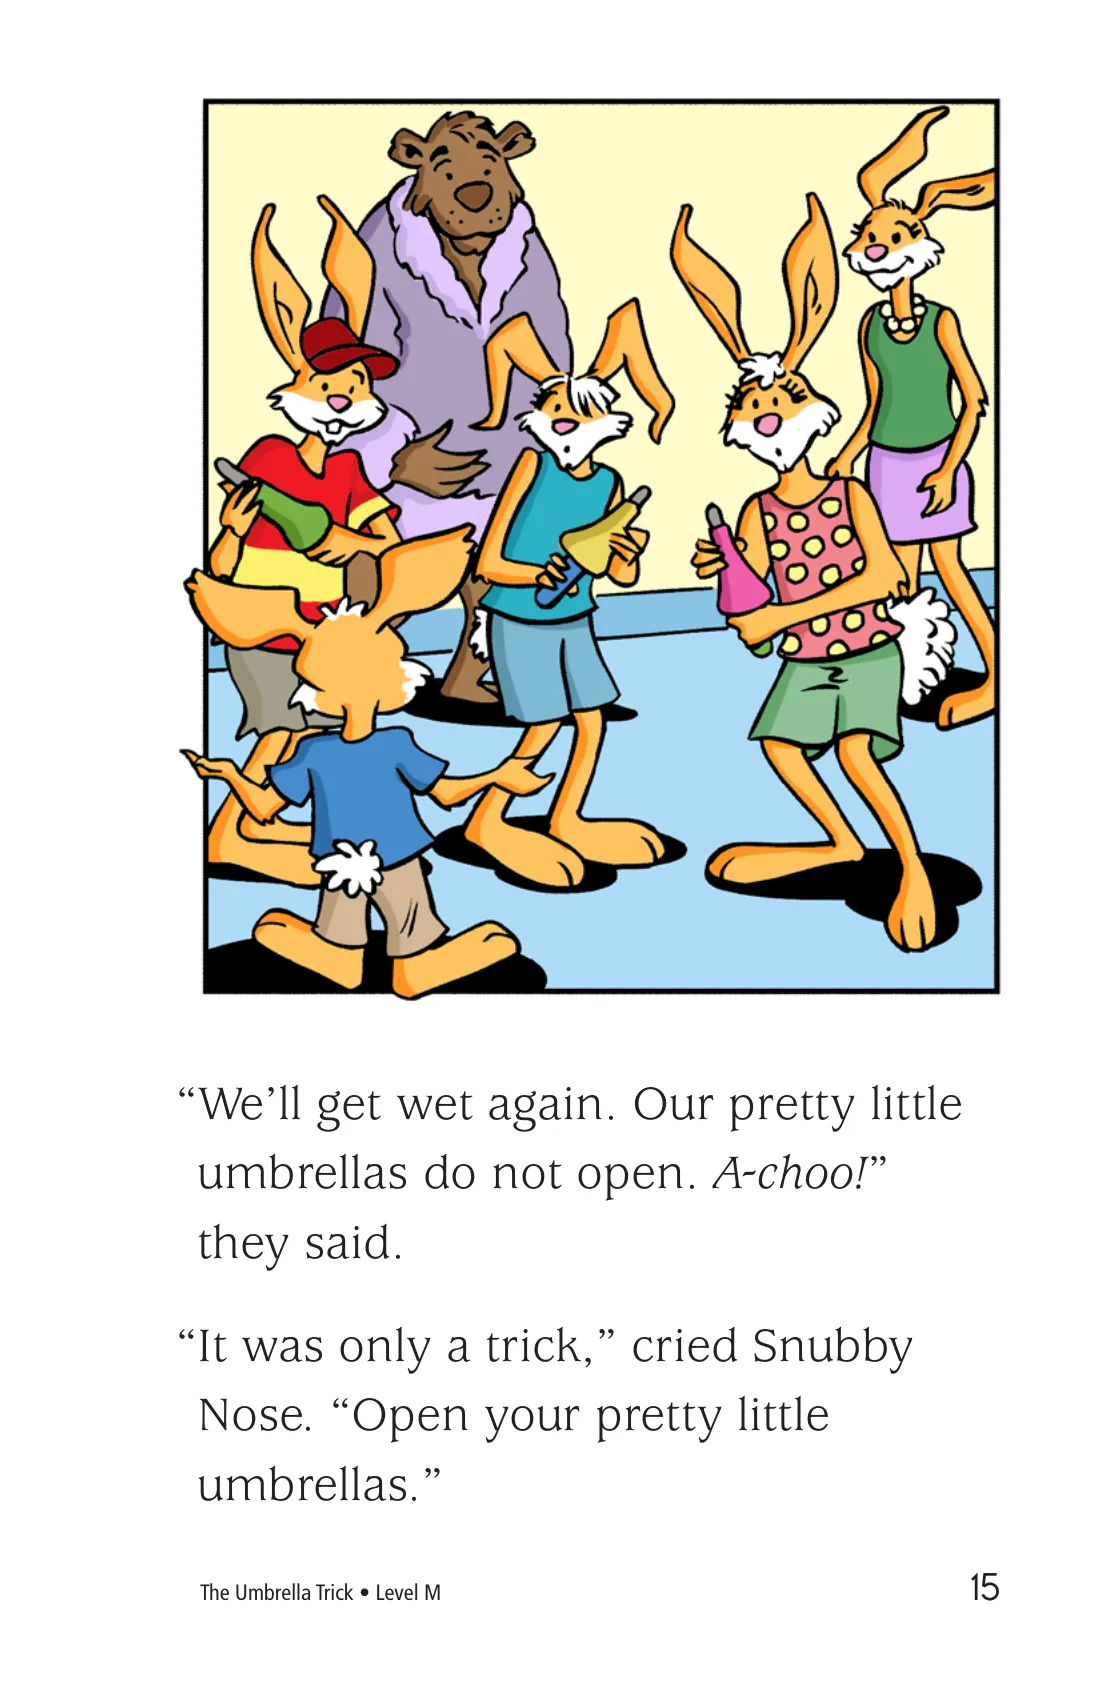 “We’ll get wet again. Our pretty little
umbrellas do not open. A-choo!”
they said.
“It was only a trick,” cried Snubby
Nose. “Open your pretty little
umbrellas.”
The Umbrella Trick • Level M
15